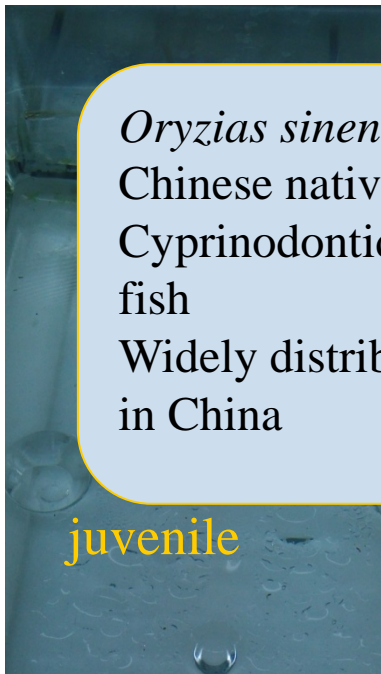 Oryzias sinen
Chinese nativ
Cyprinodontic
fish
Widely distrib
in China
juvenile